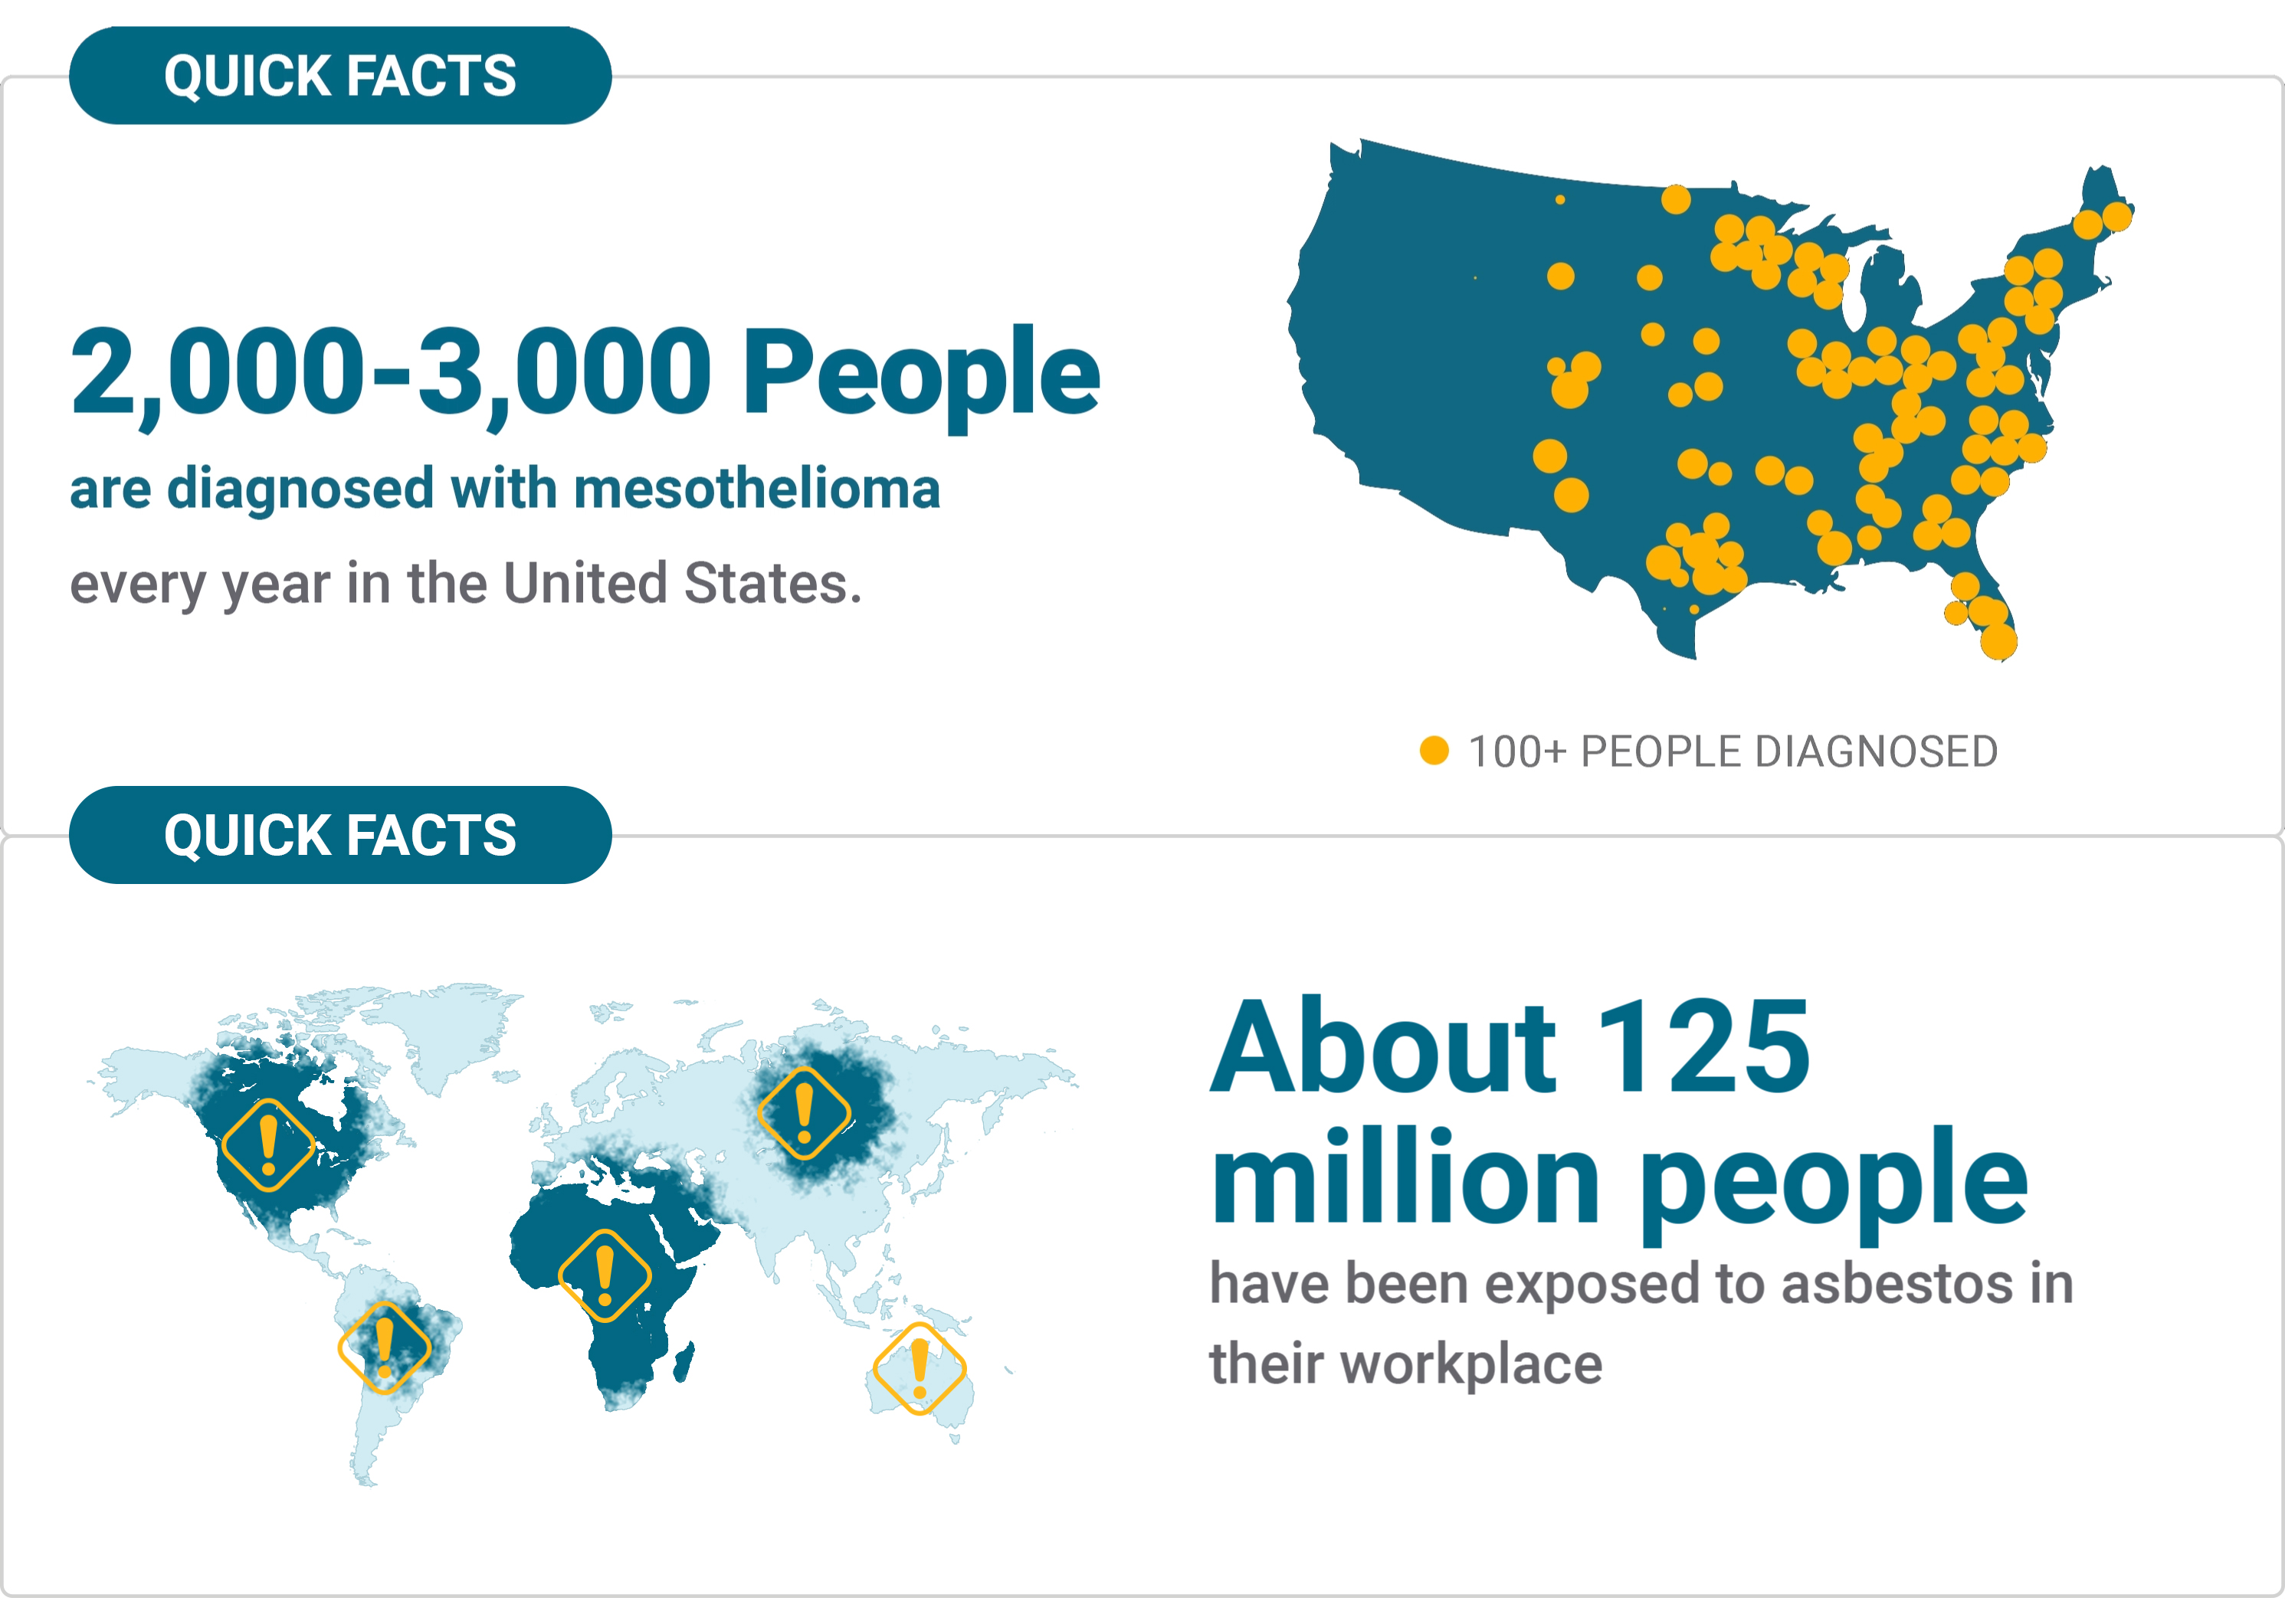 QUICK FACTS
2,000-3,000 People
are diagnosed with mesothelioma
every year in the United States.
100+ PEOPLE DIAGNOSED
QUICK FACTS
About 125
million people
have been exposed to asbestos in
their workplace